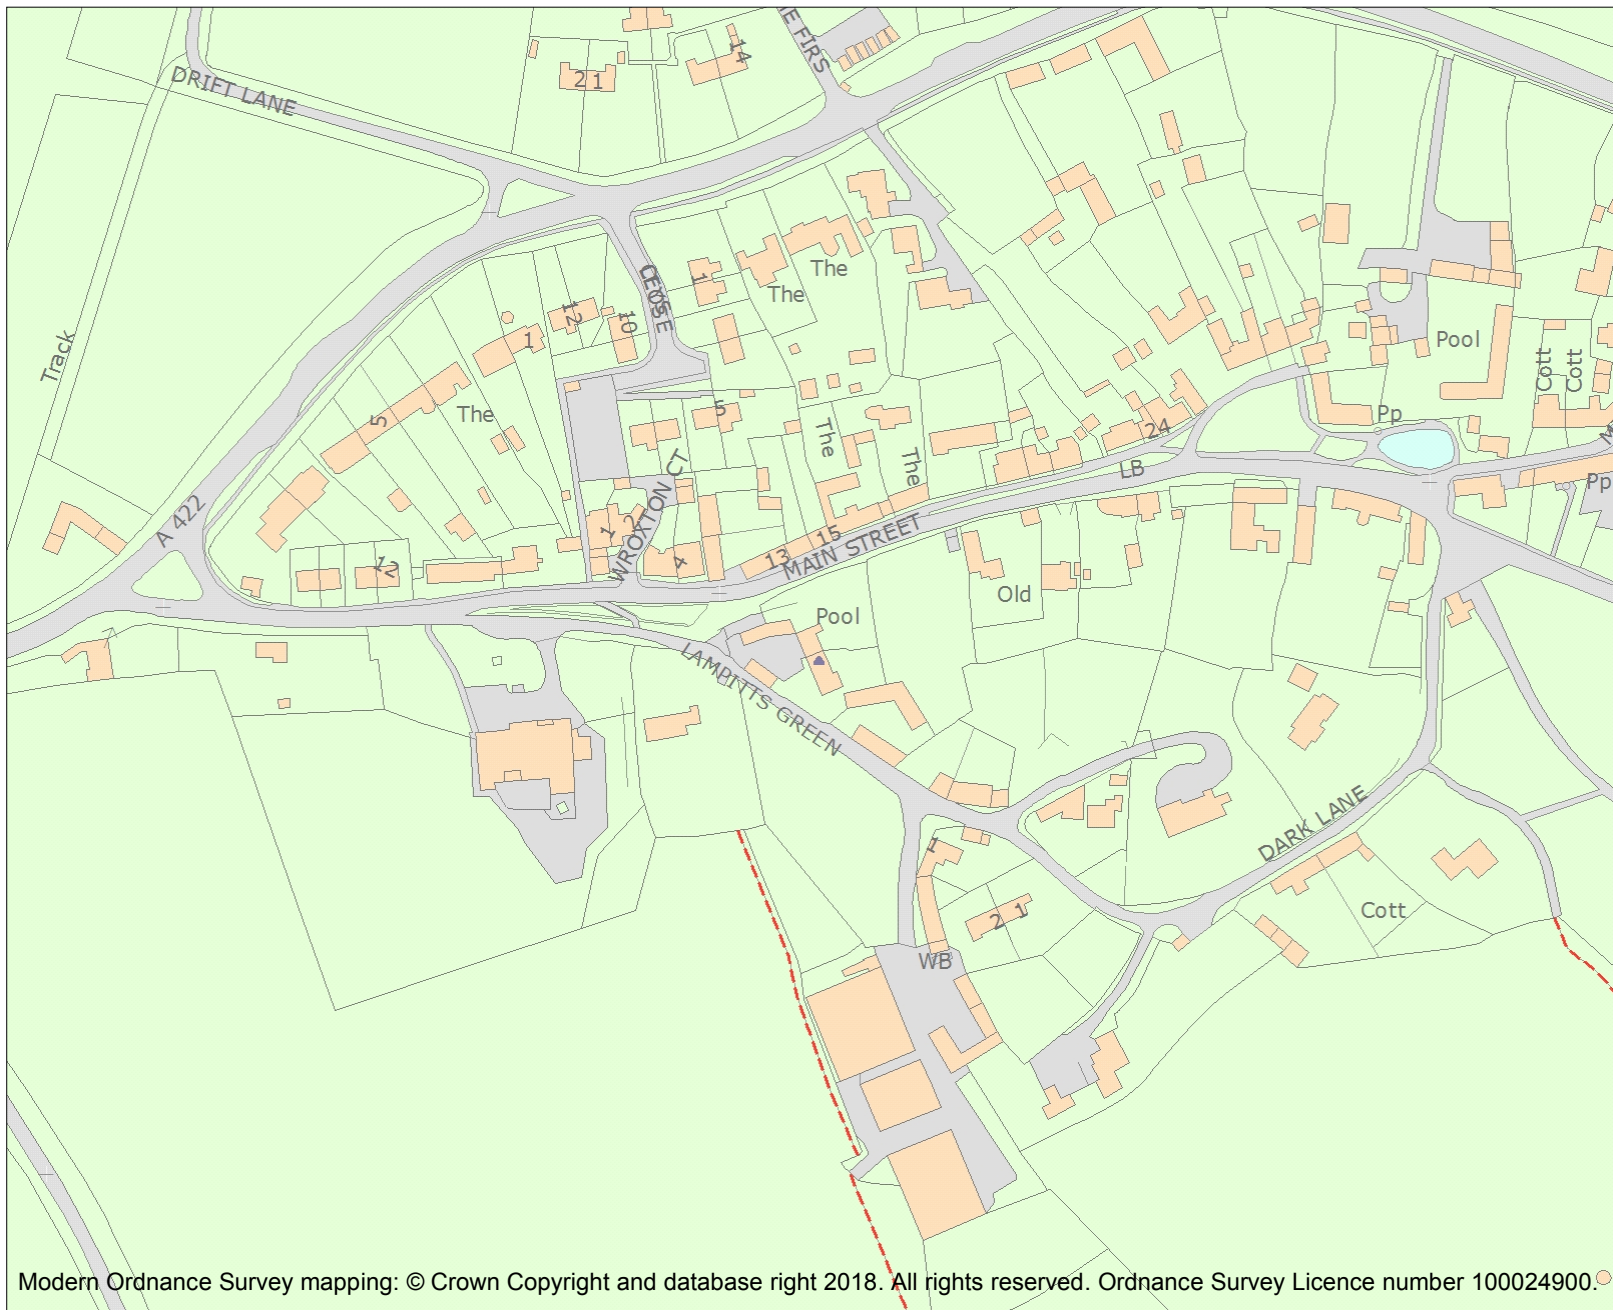 THE FIRS
14
21
DRIFT LANE
The
The
1
LEYS
CLOSE
12
10
1
Track
Pool
Cott
Cott
5
The
5
Pp
The
24
The
LB
Pp
A 422
WROXTON CT
1
2
15
13
MAIN STREET
4
12
Old
Pool
LAMPITTS GREEN
DARK LANE
1
2
1
Cott
WB
Modern Ordnance Survey mapping: © Crown Copyright and database right 2018. All rights reserved. Ordnance Survey Licence number 100024900.